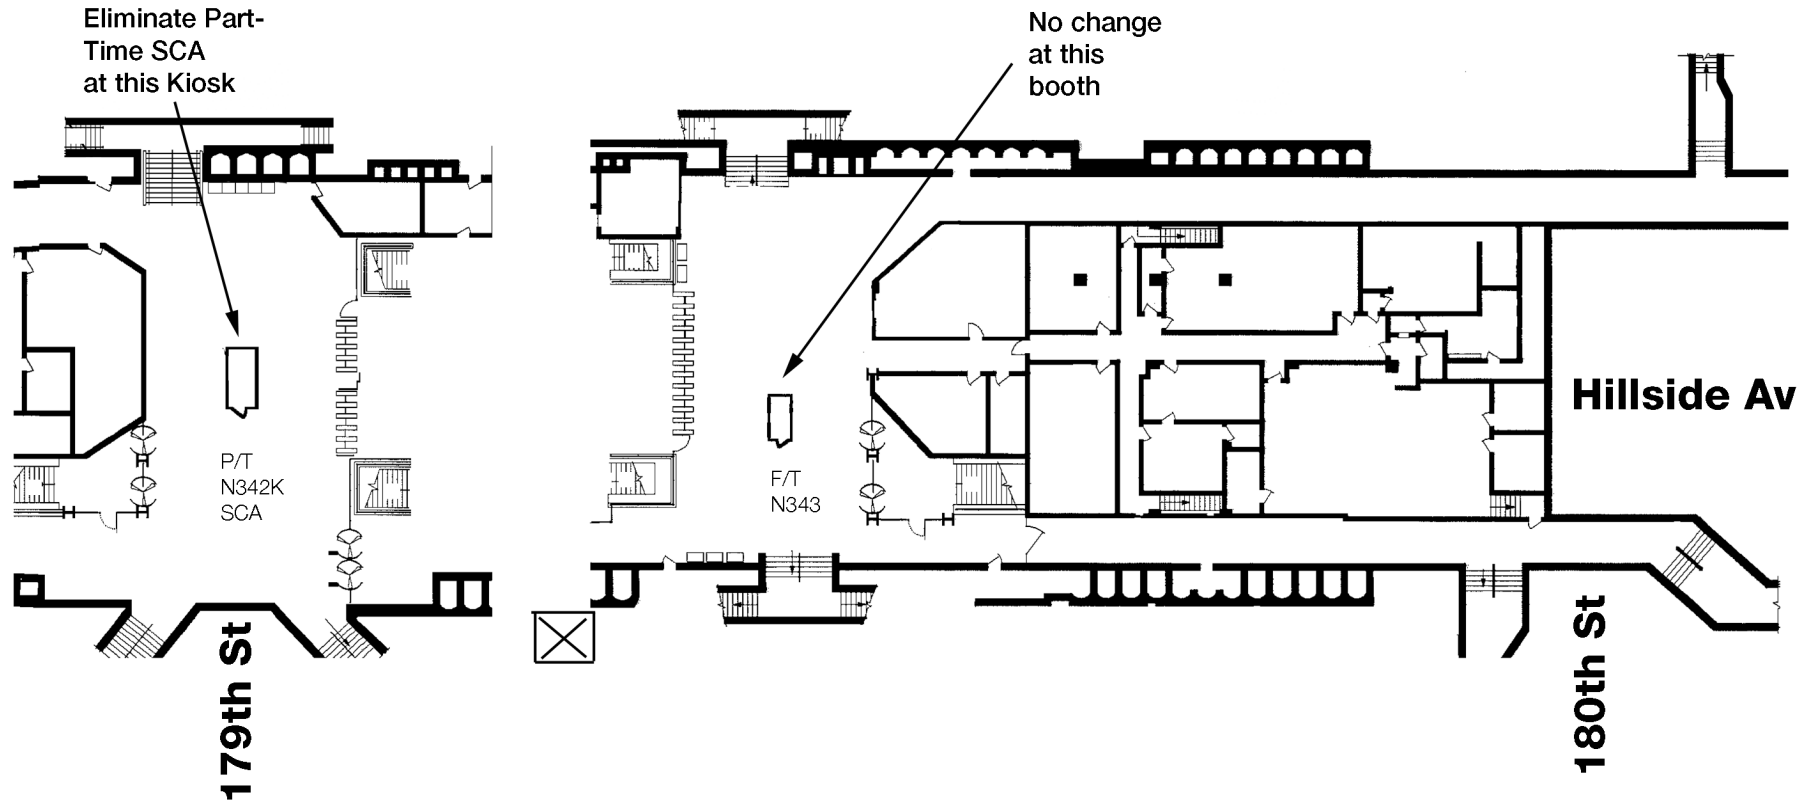 Eliminate Part-
Time SCA
at this Kiosk
No change
at this
booth
Hillside Av
P/T
N342K
SCA
F/T
N343
179th St
180th St